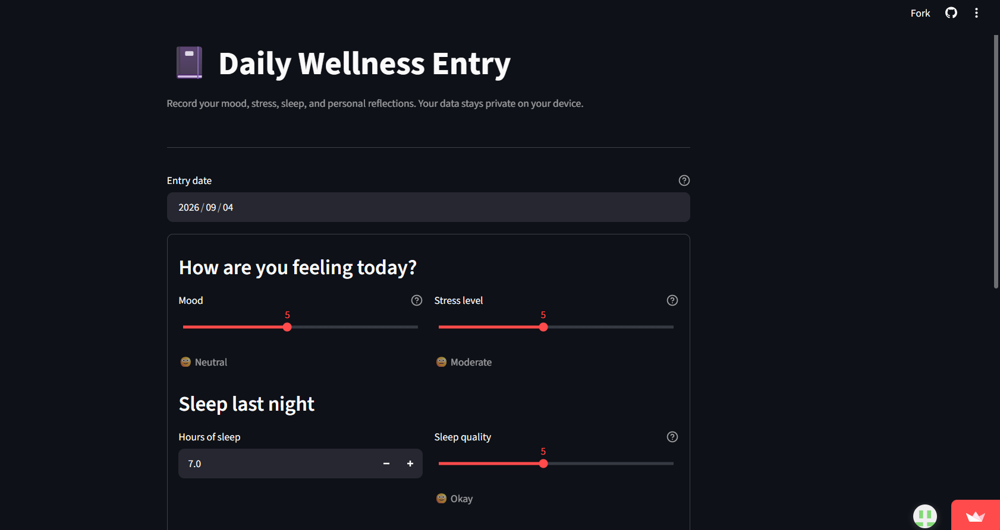 Fork
Daily Wellness Entry
Record your mood, stress, sleep, and personal reflections. Your data stays private on your device.
Entry date
2026/09/04
How are you feeling today?
Mood
Stress level
5
5
Neutral
Moderate
Sleep last night
Hours of sleep
Sleep quality
5
7.0
Okay